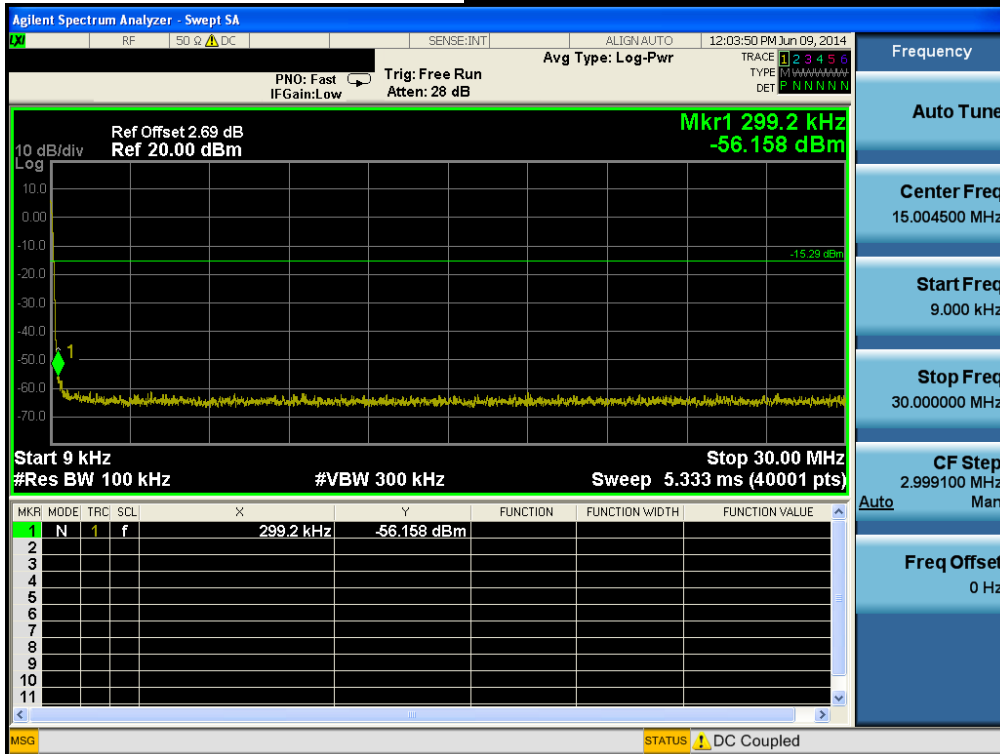 Agilent Spectrum Analyzer - Swept SA
LXI RF 50 Ω DC SENSE:INT ALIGN AUTO 12:03:50 PM Jun 09, 2014
Frequency
Avg Type: Log-Pwr
TRACE 1 2 3 4 5 6
PNO: Fast Trig: Free Run
TYPE M WWWWW
IFGain:Low Atten: 28 dB
DET P N N N N N
Auto Tune
Mkr1 299.2 kHz
Ref Offset 2.69 dB
10 dB/div Ref 20.00 dBm -56.158 dBm
Log
10.0
0.00
-10.0
-15.29 dBm
-20.0
-30.0
-40.0
-50.0
1
-60.0
-70.0
Start 9 kHz Stop 30.00 MHz
#Res BW 100 kHz #VBW 300 kHz Sweep 5.333 ms (40001 pts)
Center Freq
15.004500 MHz
Start Freq
9.000 kHz
Stop Freq
30.000000 MHz
CF Step
2.999100 MHz
Auto Man
Freq Offset
0 Hz
MKR MODE TRC SCL X Y FUNCTION FUNCTION WIDTH FUNCTION VALUE
1 N 1 f 299.2 kHz -56.158 dBm
2
3
4
5
6
7
8
9
10
11
MSG STATUS DC Coupled